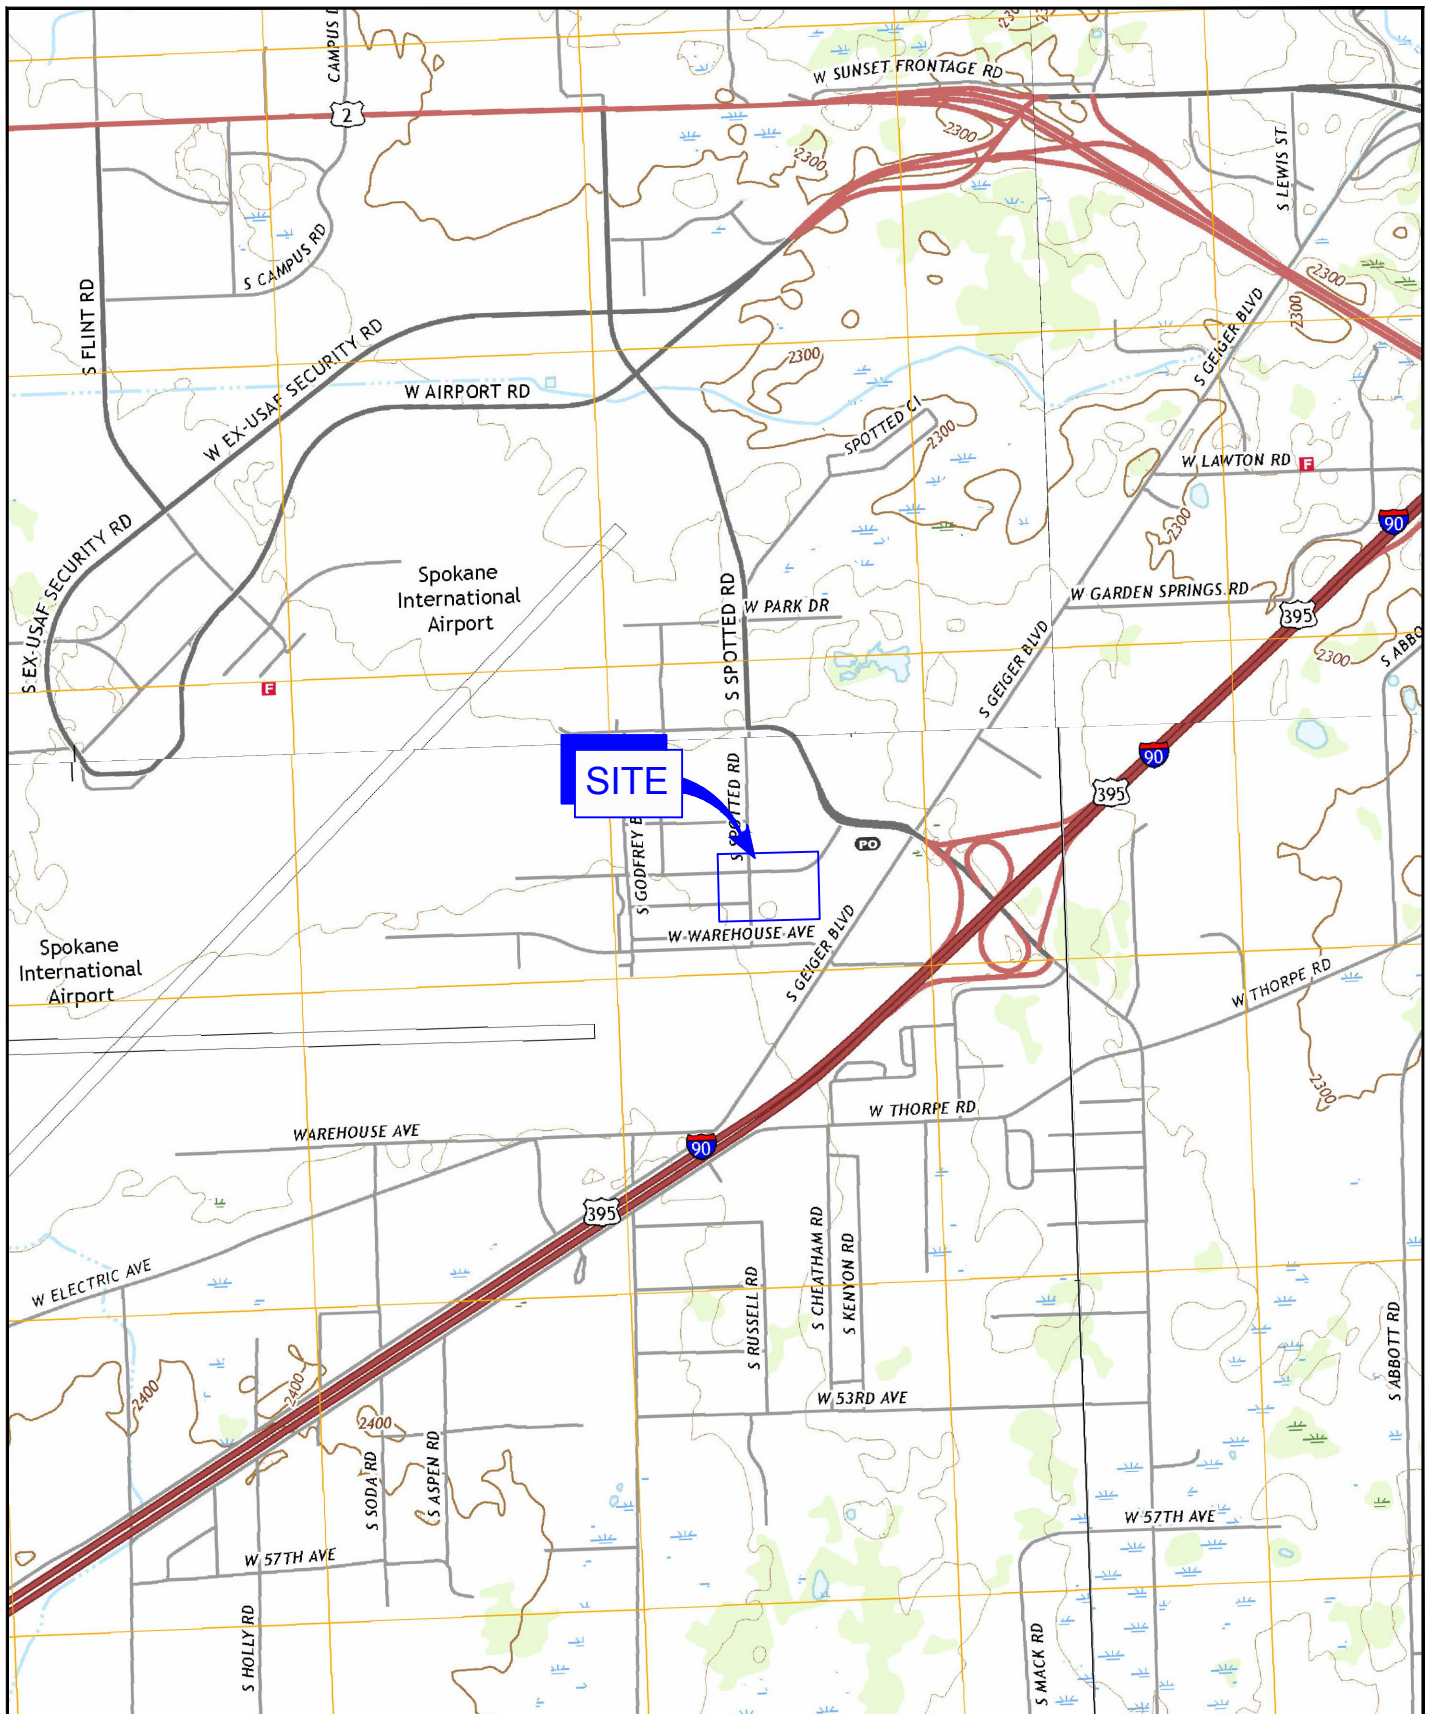 CAMPUS
W SUNSET FRONTAGE RD
2
2300
2300
S LEWIS ST
S CAMPUS RD
S FLINT RD
2300
2300
S GEIGER BLVD
W EX-USAF SECURITY RD
2300
W AIRPORT RD
SPOTTED CI
2300
W LAWTON RD
F
90
2300
S EX-USAF SECURITY RD
Spokane
International
Airport
S SPOTTED RD
W PARK DR
W GARDEN SPRINGS RD
395
S GEIGER BLVD
2300
S ABBO
F
SITE
S SPOTTED RD
90
395
S GODFREY B
PO
W WAREHOUSE AVE
S GEIGER BLVD
Spokane
International
Airport
W THORPE RD
2300
W THORPE RD
WAREHOUSE AVE
90
395
W ELECTRIC AVE
S CHEATHAM RD
S KENYON RD
S RUSSELL RD
S ABBOTT RD
2400
2400
2400
W 53RD AVE
S SODA RD
S ASPEN RD
W 57TH AVE
W 57TH AVE
S HOLLY RD
S MACK RD